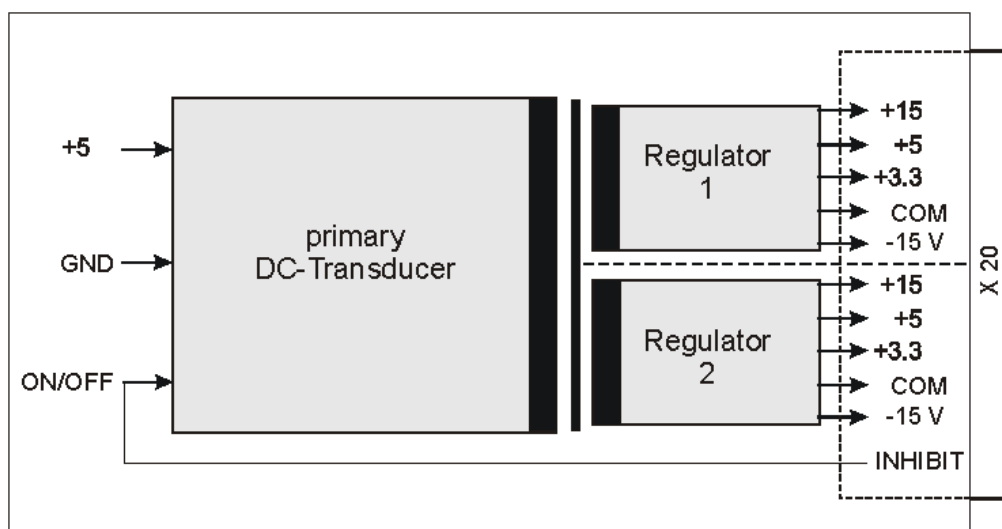 +5
GND
ON/OFF
primary
DC-Transducer
Regulator
1
+15
+5
+3.3
COM
-15 V
Regulator
2
+15
+5
+3.3
COM
-15 V
INHIBIT
X 20